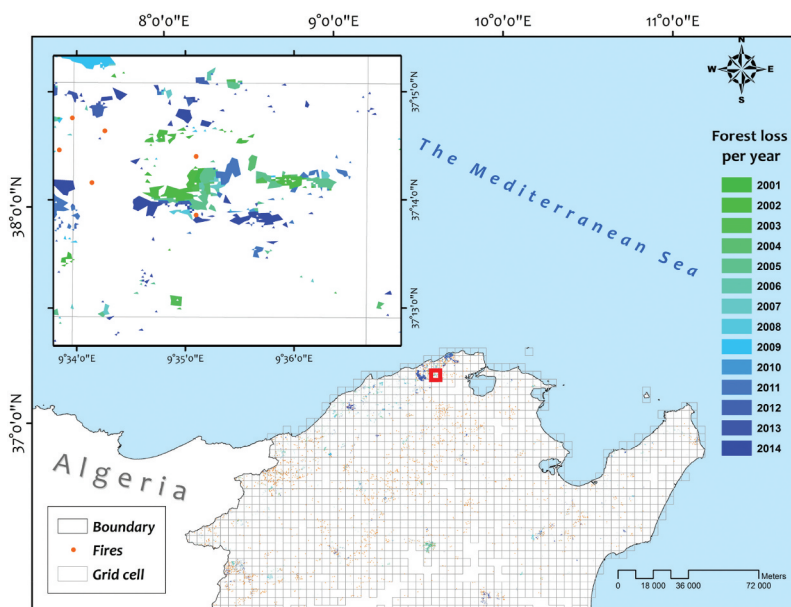 8°0'0"E 9°0'0"E 10°0'0"E 11°0'0"E
N
W E
S
37°15'0"N
37°14'0"N
37°13'0"N
9°34'0"E 9°35'0"E 9°36'0"E
38°0'0"N
37°0'0"N
The Mediterranean Sea
Forest loss
per year
2001
2002
2003
2004
2005
2006
2007
2008
2009
2010
2011
2012
2013
2014
Algeria
Boundary
Fires
Grid cell
Meters
0 18 000 36 000 72 000